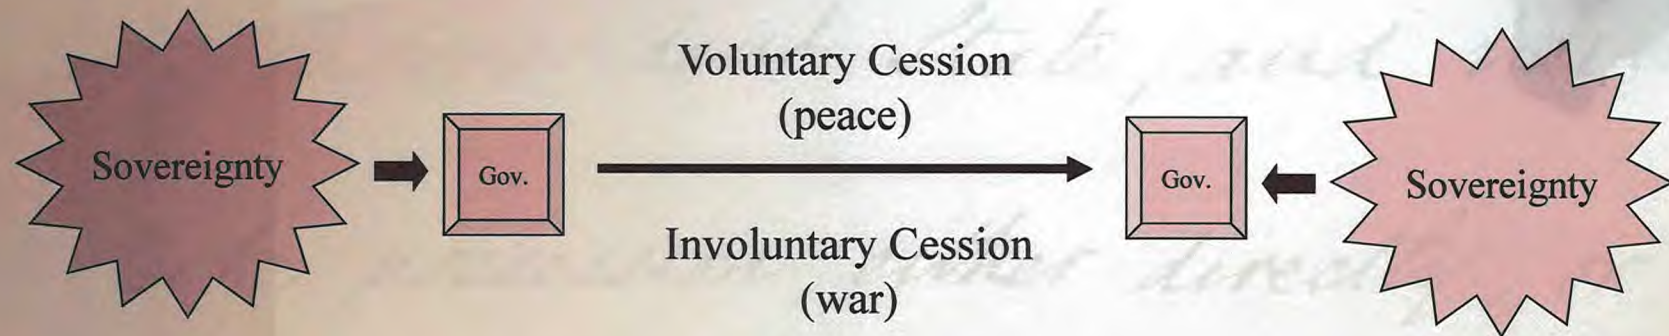 Sovereignty
Gov.
Voluntary Cession
(peace)
Involuntary Cession
(war)
Gov.
Sovereignty